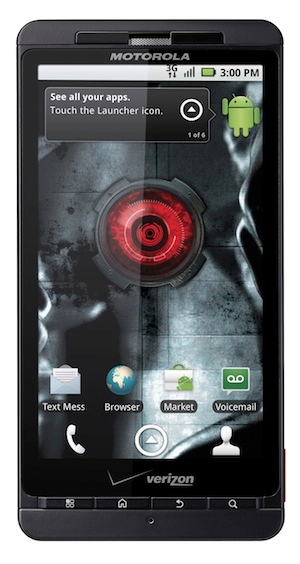 MOTOROLA
3G
3:00 PM
See all your apps.
Touch the Launcher icon.
1 of 6
Text Mess
Browser
Market
Voicemail
verizon